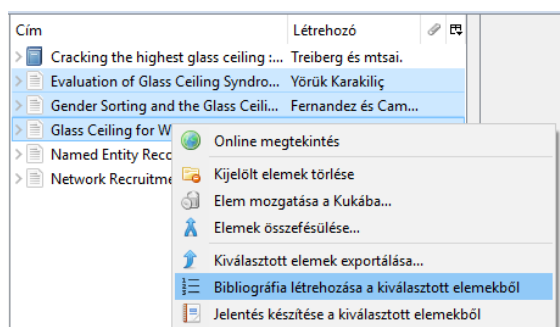 Cím Létrehozó
Cracking the highest glass ceiling :... Treiberg és mtsai.
Evaluation of Glass Ceiling Syndro... Yörük Karakiliç
Gender Sorting and the Glass Ceili... Fernandez és Cam...
Glass Ceiling for W
Named Entity Reco
Network Recruitme
Online megtekintés
Kijelölt elemek törlése
Elem mozgatása a Kukába...
Elemek összefésülése...
Kiválasztott elemek exportálása...
Bibliográfia létrehozása a kiválasztott elemekből
Jelentés készítése a kiválasztott elemekből